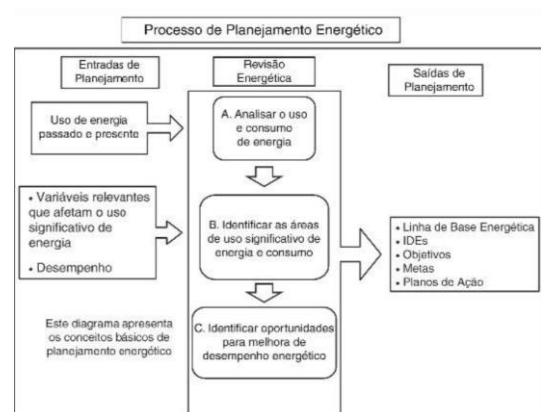 Processo de Planejamento Energético
Entradas de
Planejamento
Revisão
Energética
Saídas de
Planejamento
Uso de energia
passado e presente
A. Analisar o uso
e consumo
de energia
• Variáveis relevantes
que afetam o uso
significativo de
energia
• Desempenho
B. Identificar as áreas
de uso significativo de
energia e consumo
• Linha de Base Energética
• IDEs
• Objetivos
• Metas
• Planos de Ação
Este diagrama apresenta
os conceitos básicos de
planejamento energético
C. Identificar oportunidades
para melhora de
desempenho energético